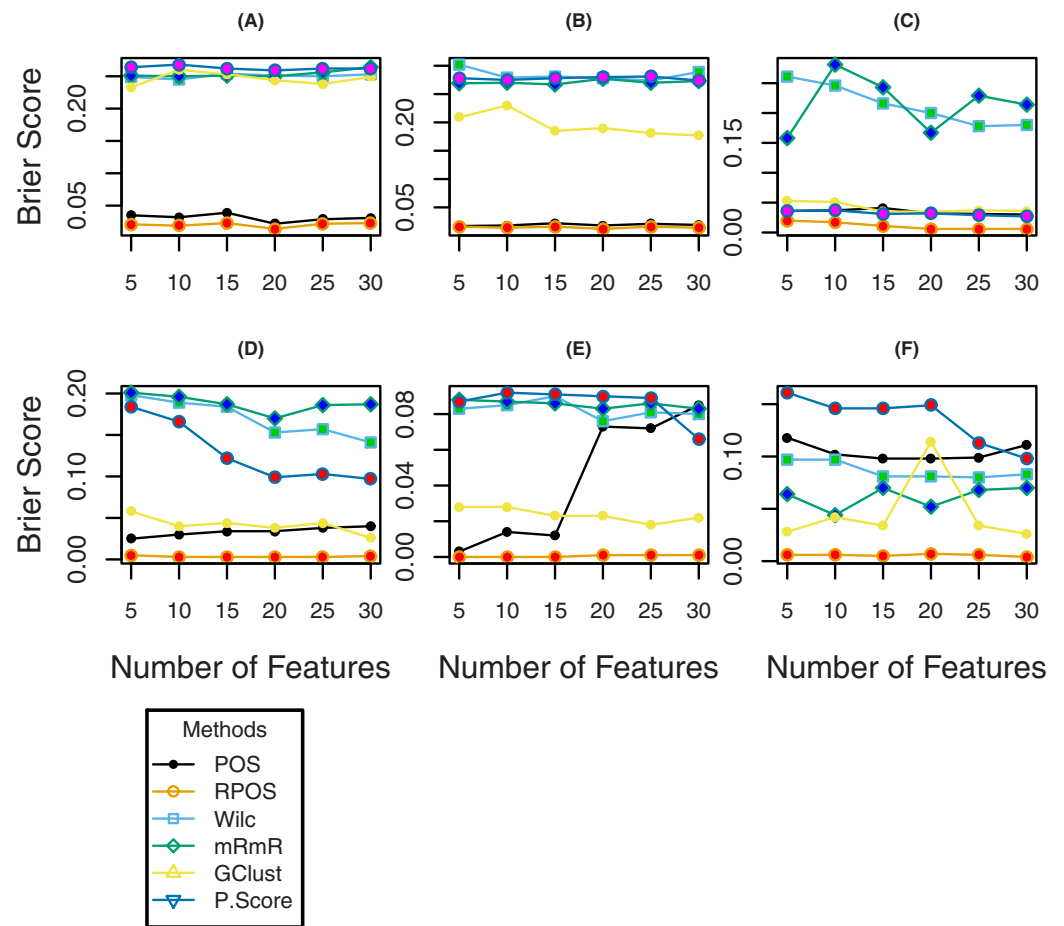 (A) (B) (C)
Brier Score
0.05 0.20
0.05 0.20
0.00 0.15
5 10 15 20 25 30
5 10 15 20 25 30
5 10 15 20 25 30
(D) (E) (F)
Brier Score
0.00 0.10 0.20
0.00 0.04 0.08
0.00 0.10
5 10 15 20 25 30
5 10 15 20 25 30
5 10 15 20 25 30
Number of Features
Number of Features
Number of Features
Methods
POS
RPOS
Wilc
mRmR
GClust
P.Score